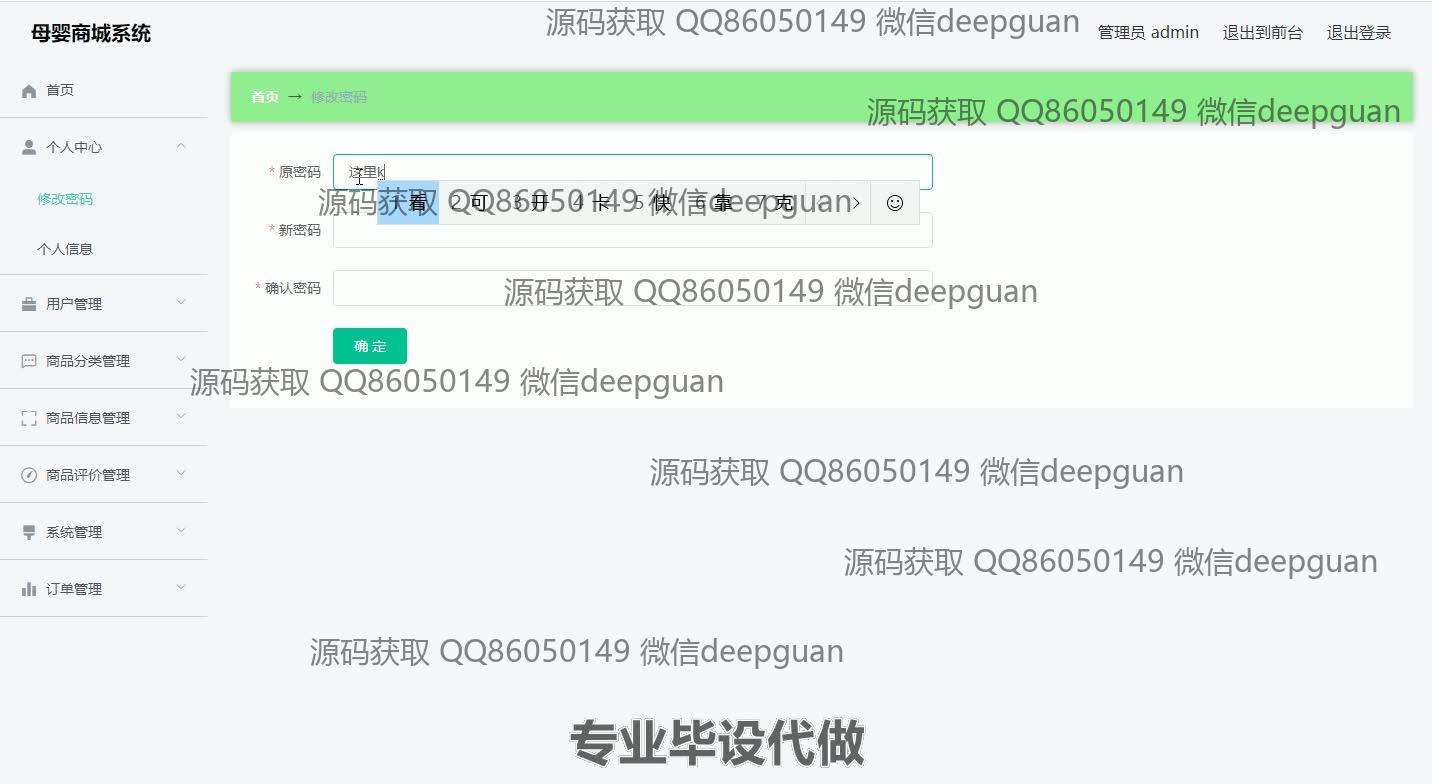 母婴商城系统
源码获取 QQ86050149 微信deepguan
管理员 admin 退出到前台 退出登录
首页
首页 → 修改密码
源码获取 QQ86050149 微信deepguan
个人中心
* 原密码 这里k
修改密码
1 看 2 可 3 开 4 卡 5 快 6 靠 7 克
源码获取 QQ86050149 微信deepguan
* 新密码
个人信息
* 确认密码
源码获取 QQ86050149 微信deepguan
用户管理
确 定
商品分类管理
源码获取 QQ86050149 微信deepguan
商品信息管理
商品评价管理
源码获取 QQ86050149 微信deepguan
系统管理
源码获取 QQ86050149 微信deepguan
订单管理
源码获取 QQ86050149 微信deepguan
专业毕设代做